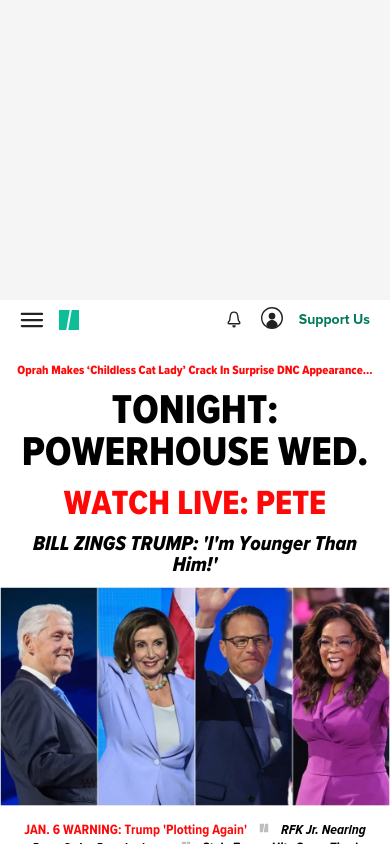 Support Us
Oprah Makes ‘Childless Cat Lady’ Crack In Surprise DNC Appearance...
TONIGHT:
POWERHOUSE WED.
WATCH LIVE: PETE
BILL ZINGS TRUMP: 'I'm Younger Than
Him!'
JAN. 6 WARNING: Trump 'Plotting Again' RFK Jr. Nearing